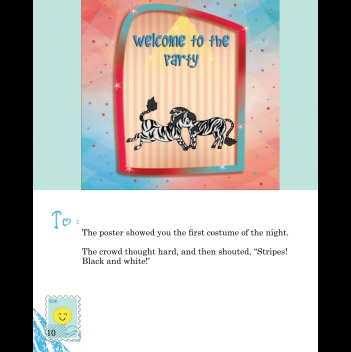 Welcome to the
Party
To:
The poster showed you the first costume of the night.
The crowd thought hard, and then shouted, "Stripes!
Black and white!"
10